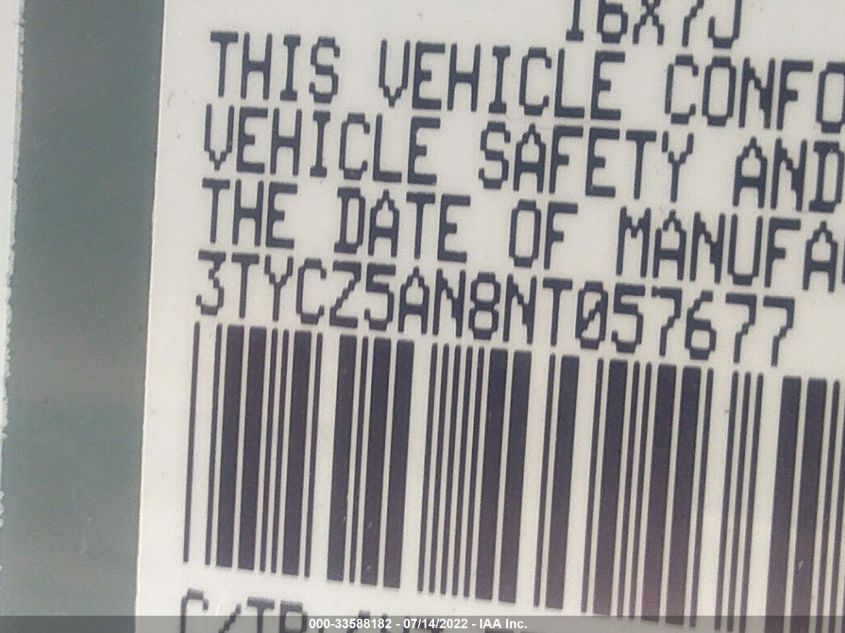 16X7J
THIS VEHICLE CONFO
VEHICLE SAFETY AND
THE DATE OF MANUFA
3TYCZ5AN8NT057677
C/TR:
000-33588182 - 07/14/2022 - IAA Inc.